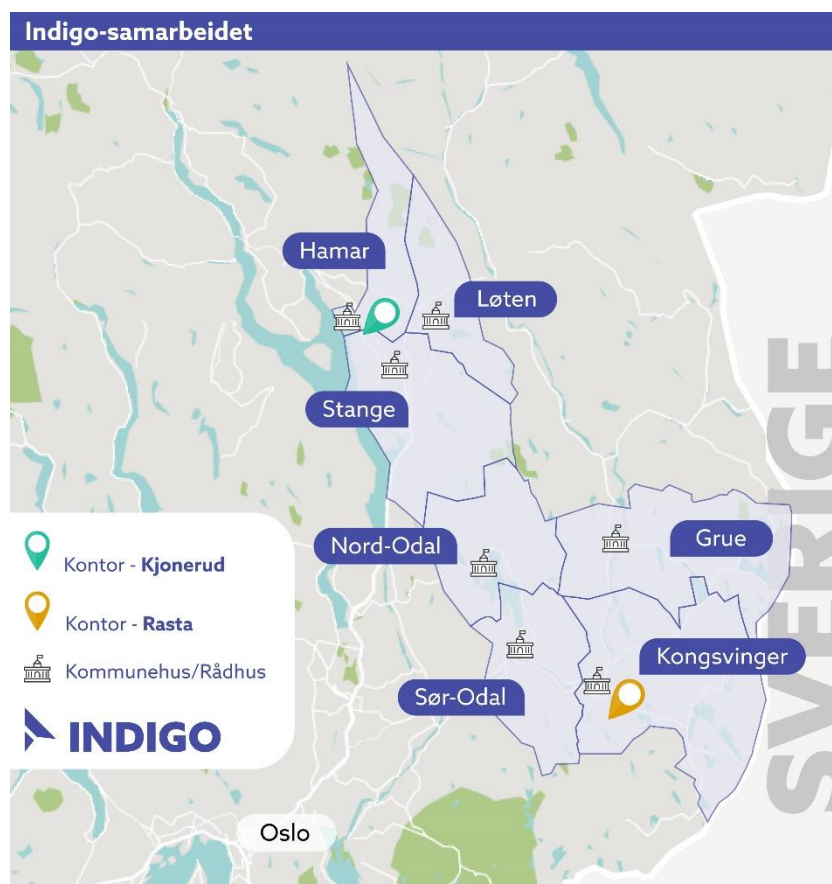 Indigo-samarbeidet
Hamar
Løten
Stange
SVERIGE
Nord-Odal
Grue
Kontor - Kjonerud
Kontor - Rasta
Kommunehus/Rådhus
Kongsvinger
Sør-Odal
INDIGO
Oslo